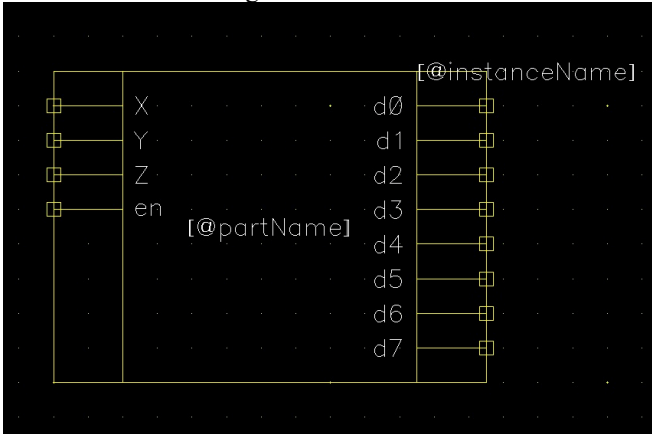 [@instanceName]
X
d0
Y
d1
Z
d2
en
d3
[@partName]
d4
d5
d6
d7